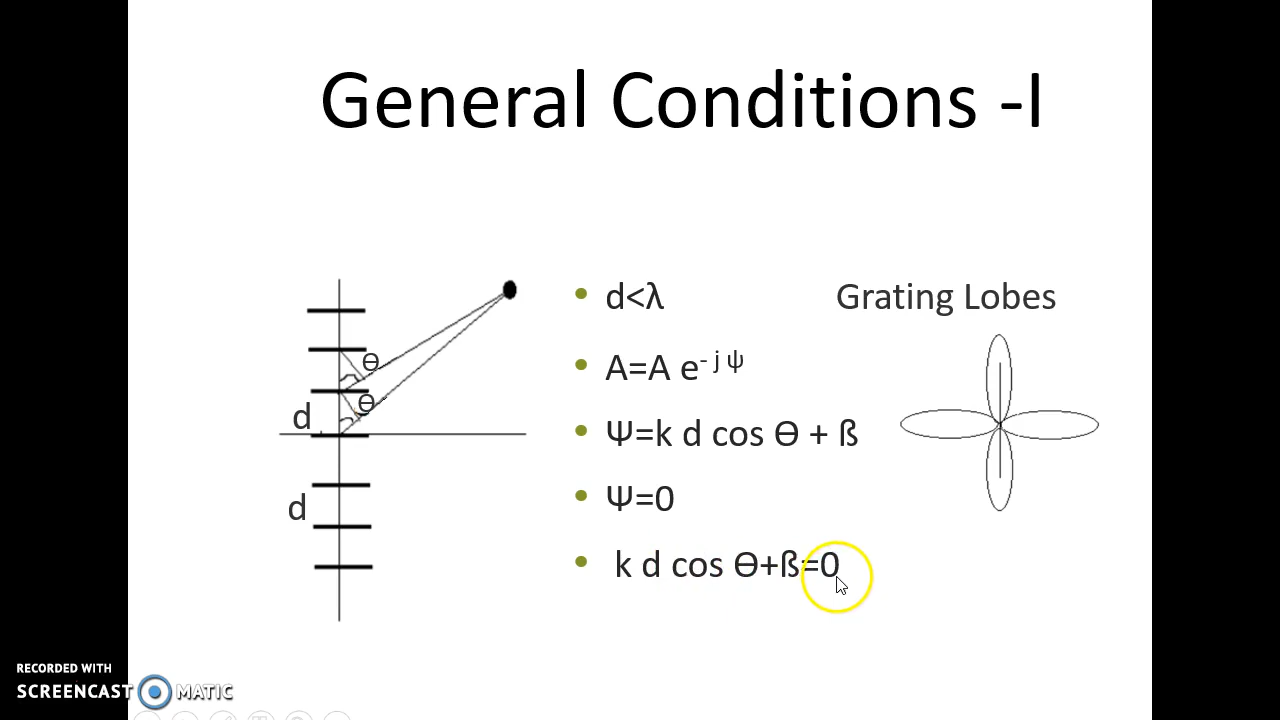 General Conditions -I
d<λ
Grating Lobes
A=A e⁻ ʲ ᵠ
Ψ=k d cos Ɵ + ß
Ψ=0
k d cos Ɵ+ß=0
Ɵ
Ɵ
d
d
RECORDED WITH
SCREENCAST MATIC